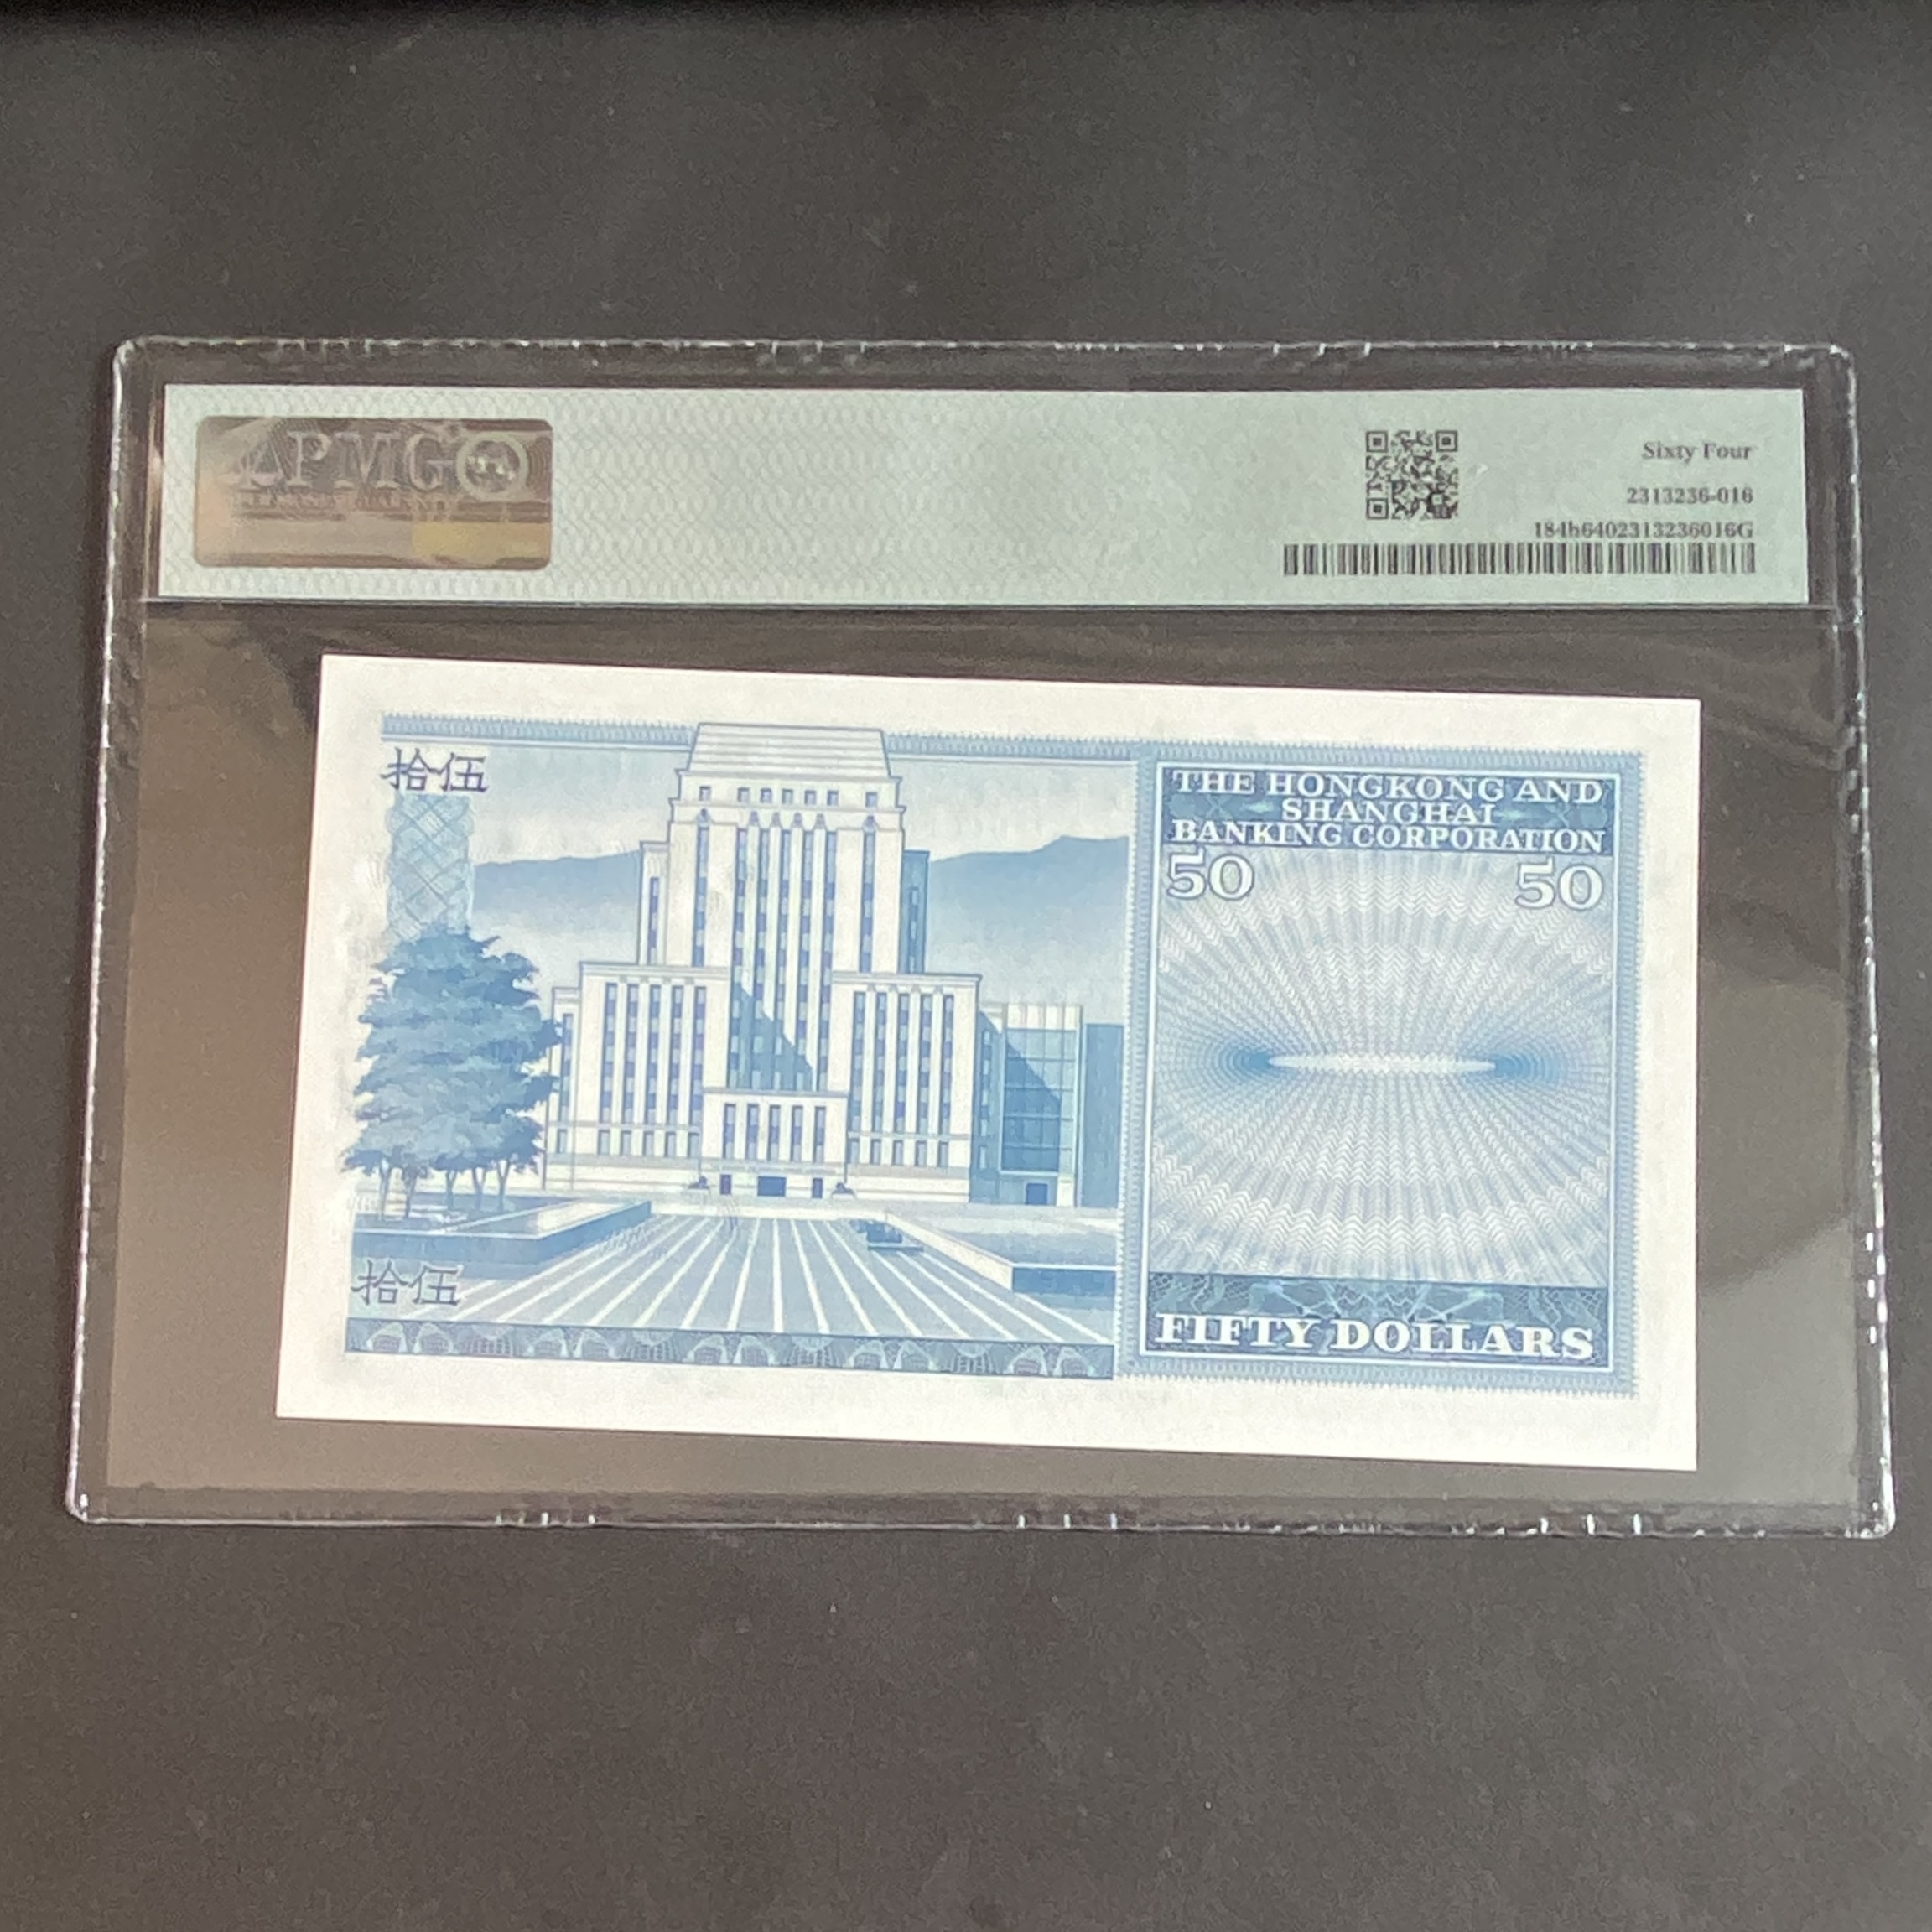 PMG
Sixty Four
2313236-016
184b6402313236016G
拾伍
THE HONGKONG AND
SHANGHAI
BANKING CORPORATION
50 50
拾伍
FIFTY DOLLARS